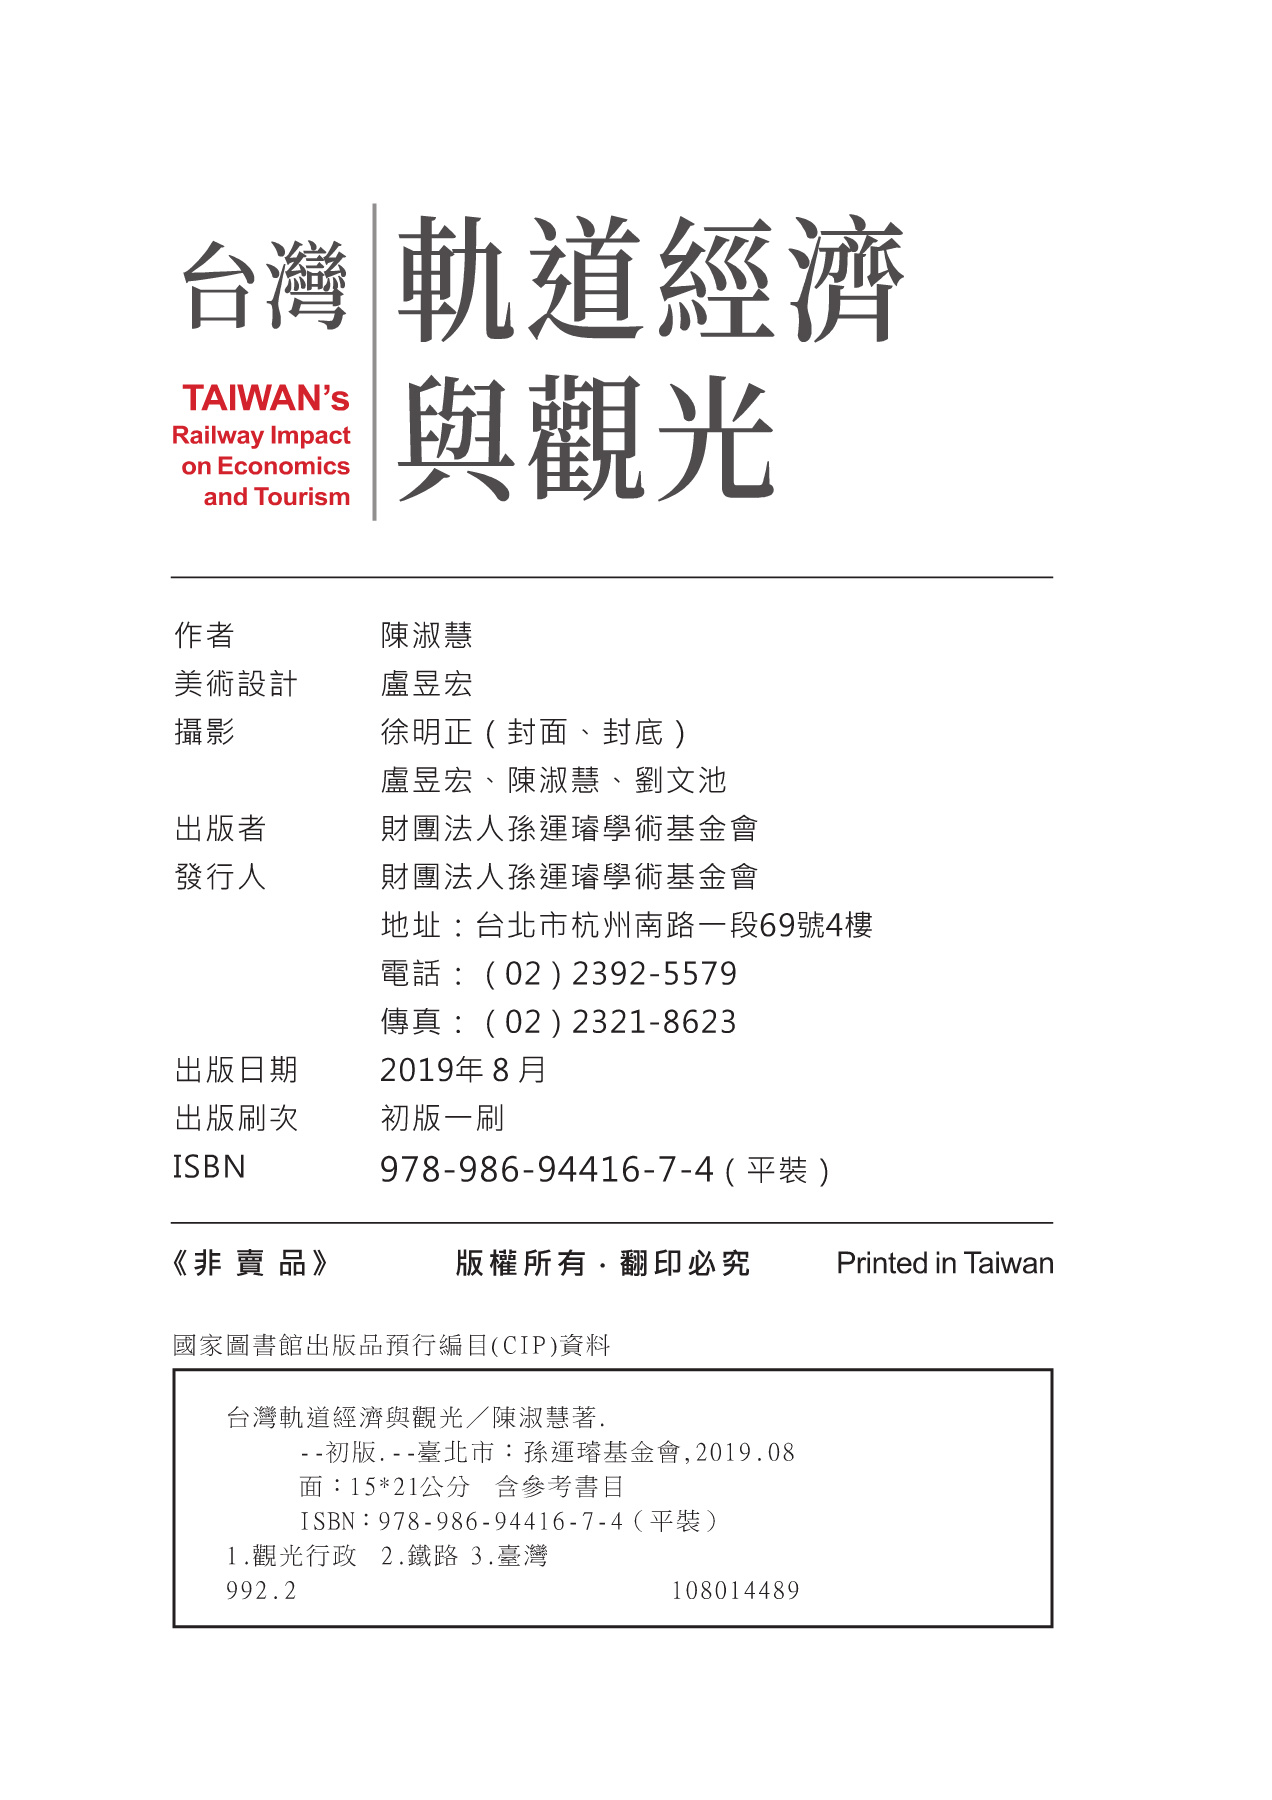 台灣
軌道經濟
與觀光
TAIWAN's
Railway Impact
on Economics
and Tourism
作者 陳淑慧
美術設計 盧昱宏
攝影 徐明正（封面、封底）
盧昱宏、陳淑慧、劉文池
出版者 財團法人孫運璿學術基金會
發行人 財團法人孫運璿學術基金會
地址：台北市杭州南路一段69號4樓
電話：（02）2392-5579
傳真：（02）2321-8623
出版日期 2019年 8 月
出版刷次 初版一刷
ISBN 978-986-94416-7-4（平裝）
《非 賣 品》 版權所有．翻印必究 Printed in Taiwan
國家圖書館出版品預行編目(CIP)資料
台灣軌道經濟與觀光／陳淑慧著.
--初版.--臺北市：孫運璿基金會,2019.08
面：15*21公分 含參考書目
ISBN：978-986-94416-7-4（平裝）
1.觀光行政 2.鐵路 3.臺灣
992.2 108014489